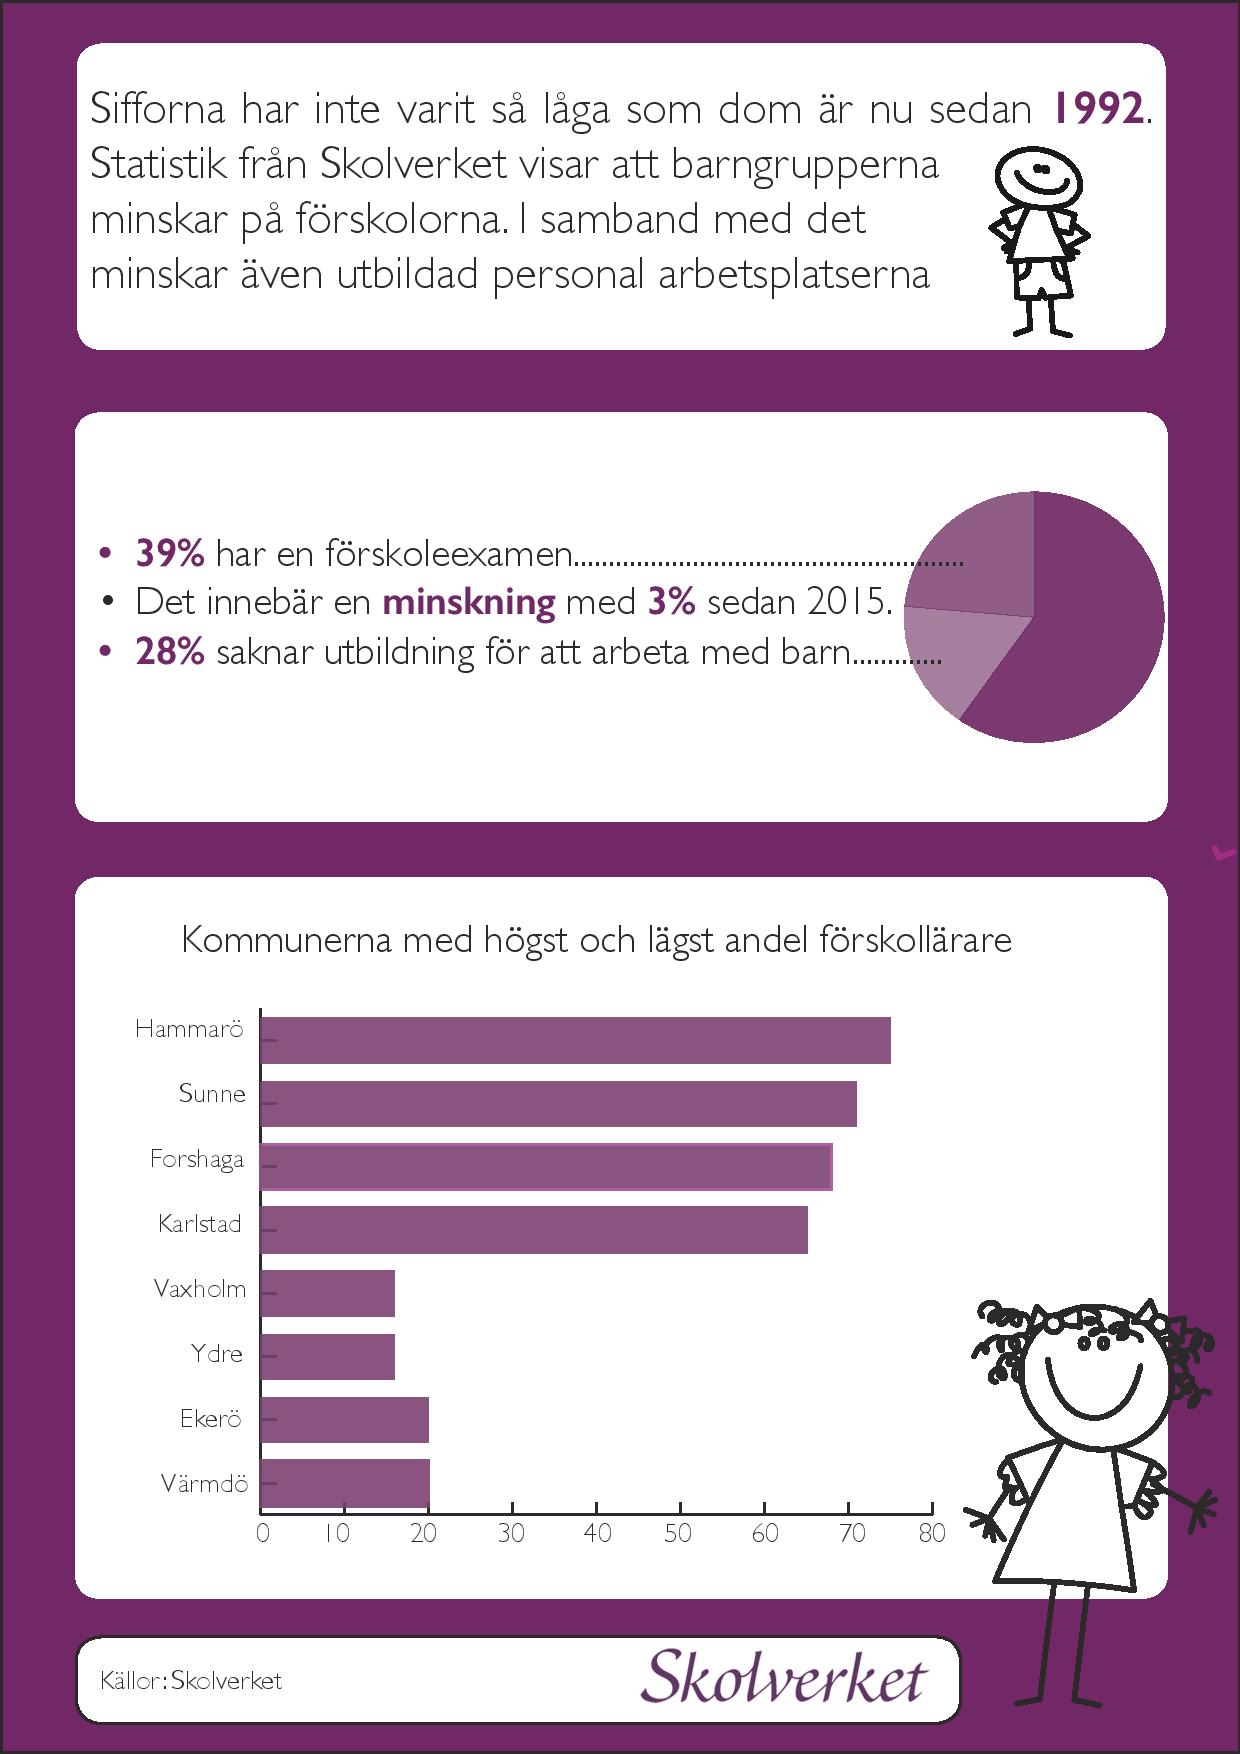 Sifforna har inte varit så låga som dom är nu sedan 1992.
Statistik från Skolverket visar att barngrupperna
minskar på förskolorna. I samband med det
minskar även utbildad personal arbetsplatserna
• 39% har en förskoleexamen.......................................................
• Det innebär en minskning med 3% sedan 2015.
• 28% saknar utbildning för att arbeta med barn.............
Kommunerna med högst och lägst andel förskollärare
Hammarö
Sunne
Forshaga
Karlstad
Vaxholm
Ydre
Ekerö
Värmdö
0 10 20 30 40 50 60 70 80
Källor: Skolverket
Skolverket